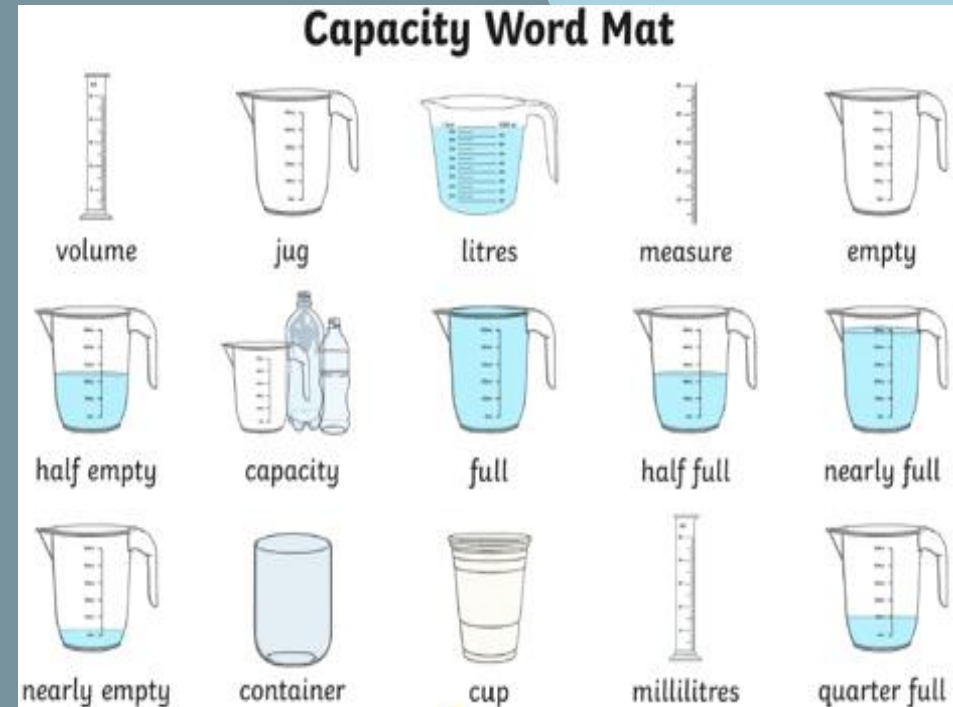 Capacity Word Mat
volume jug litres measure empty
half empty capacity full half full nearly full
nearly empty container cup millilitres quarter full